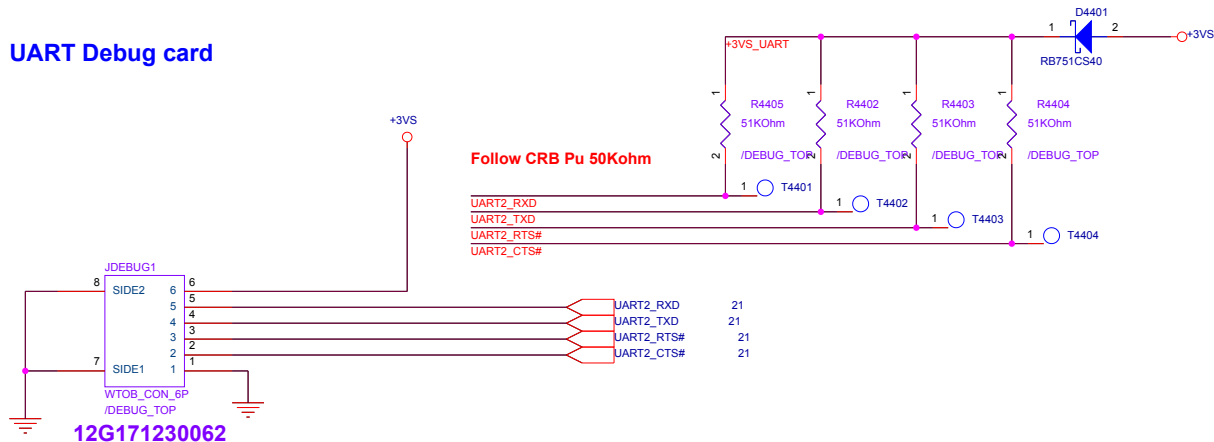 UART Debug card
D4401
1
2
+3VS
RB751CS40
+3VS_UART
1
R4405
51KOhm
2
/DEBUG_TOP
1
R4402
51KOhm
2
/DEBUG_TOP
1
R4403
51KOhm
2
/DEBUG_TOP
1
R4404
51KOhm
2
/DEBUG_TOP
+3VS
Follow CRB Pu 50Kohm
1
T4401
UART2_RXD
1
T4402
UART2_TXD
1
T4403
UART2_RTS#
1
T4404
UART2_CTS#
JDEBUG1
8
SIDE2
6
6
5
5
UART2_RXD 21
4
4
UART2_TXD 21
3
3
UART2_RTS# 21
2
2
UART2_CTS# 21
7
SIDE1
1
1
WTOB_CON_6P
/DEBUG_TOP
12G171230062